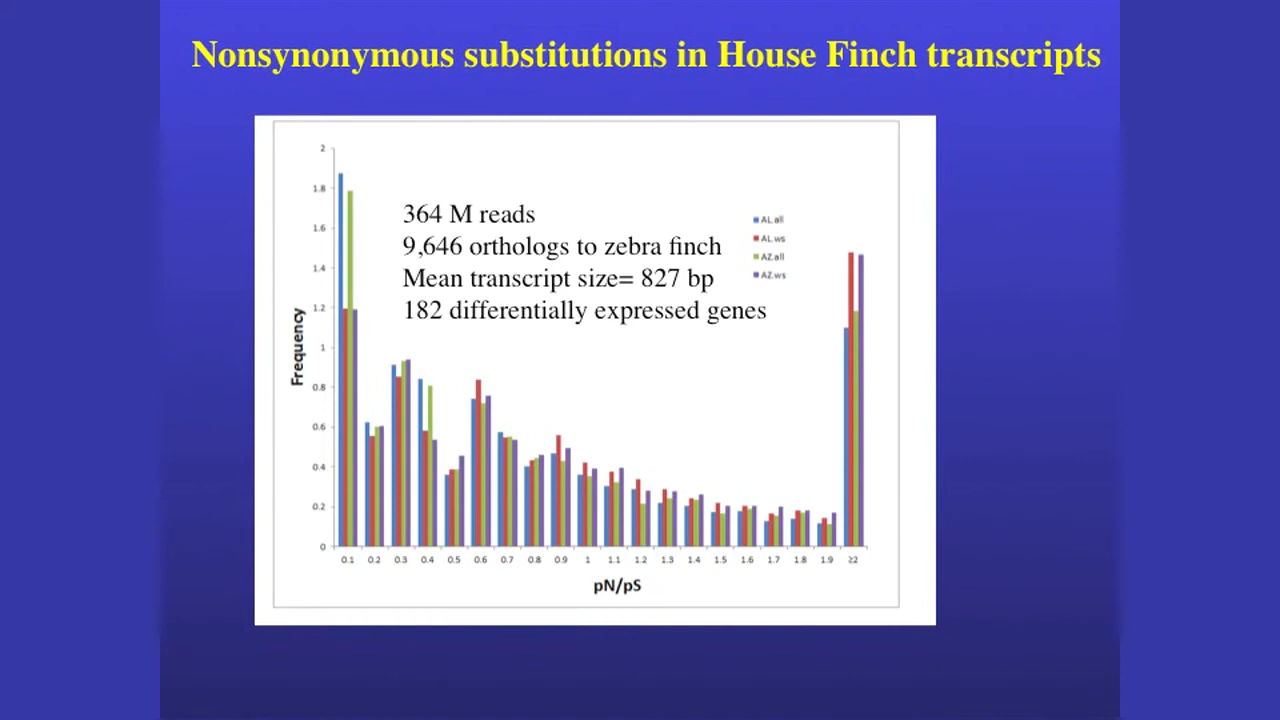 Nonsynonymous substitutions in House Finch transcripts
2
1.8
1.6
1.4
1.2
1
0.8
0.6
0.4
0.2
0
Frequency
364 M reads
9,646 orthologs to zebra finch
Mean transcript size= 827 bp
182 differentially expressed genes
AL.all
AL.ws
AZ.all
AZ.ws
0.1 0.2 0.3 0.4 0.5 0.6 0.7 0.8 0.9 1 1.1 1.2 1.3 1.4 1.5 1.6 1.7 1.8 1.9 ≥2
pN/pS